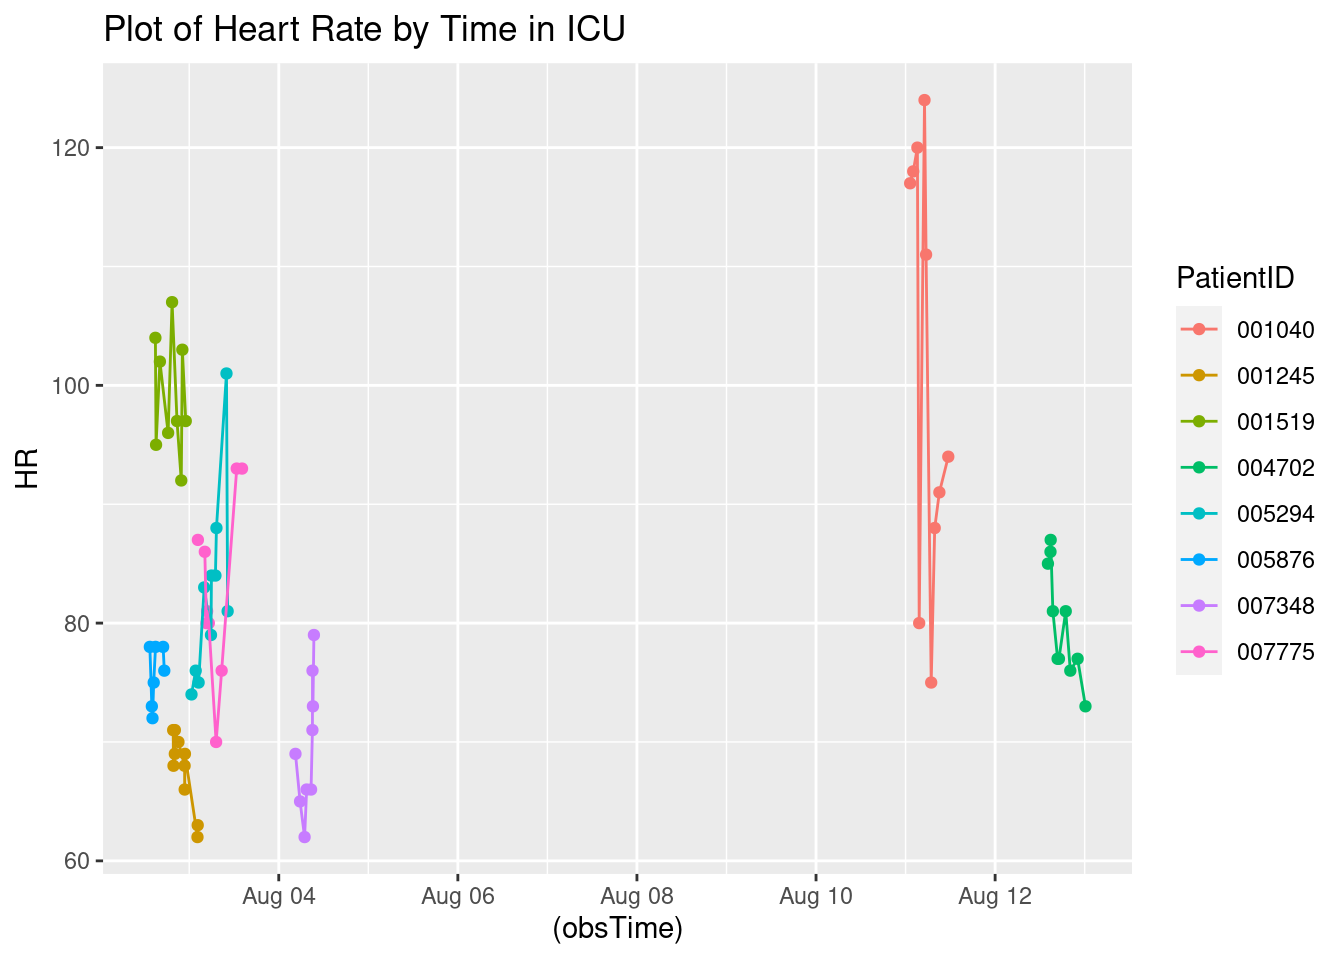 Plot of Heart Rate by Time in ICU
120
100
80
60
HR
Aug 04 Aug 06 Aug 08 Aug 10 Aug 12
(obsTime)
PatientID
001040
001245
001519
004702
005294
005876
007348
007775